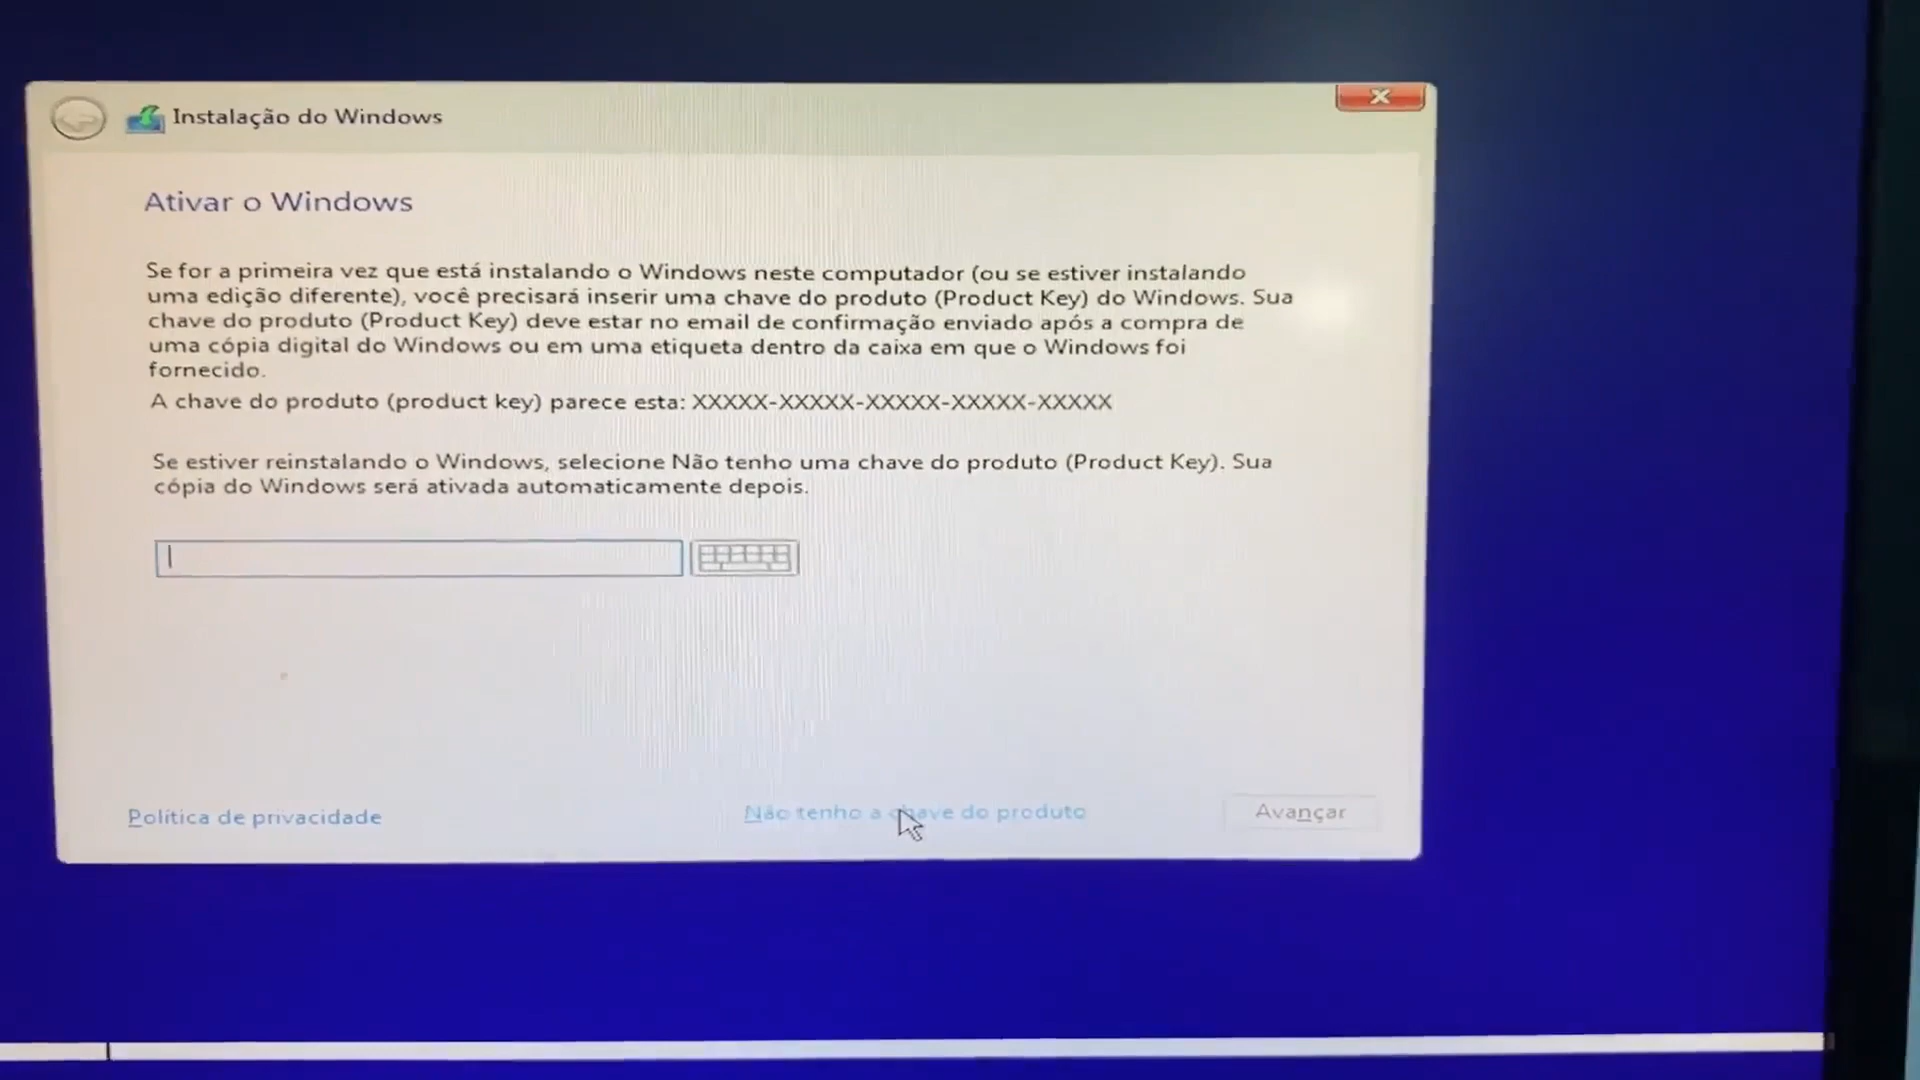 Instalação do Windows
Ativar o Windows
Se for a primeira vez que está instalando o Windows neste computador (ou se estiver instalando
uma edição diferente), você precisará inserir uma chave do produto (Product Key) do Windows. Sua
chave do produto (Product Key) deve estar no email de confirmação enviado após a compra de
uma cópia digital do Windows ou em uma etiqueta dentro da caixa em que o Windows foi
fornecido.
A chave do produto (product key) parece esta: XXXXX-XXXXX-XXXXX-XXXXX-XXXXX
Se estiver reinstalando o Windows, selecione Não tenho uma chave do produto (Product Key). Sua
cópia do Windows será ativada automaticamente depois.
Política de privacidade
Não tenho a chave do produto
Avançar